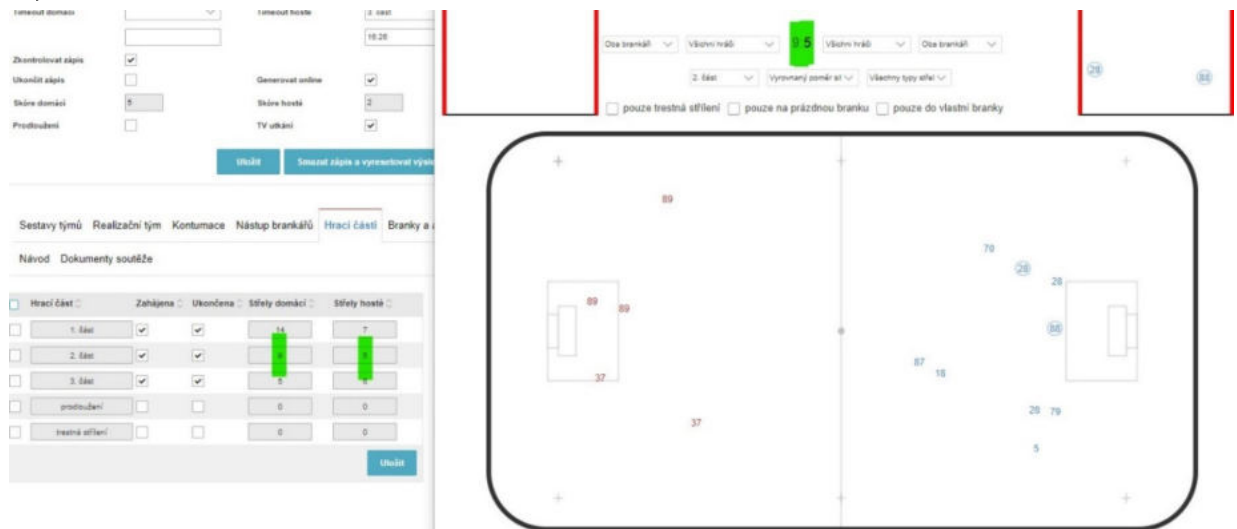 Timeout domácí
Timeout hosté
3. část
16:26
Zkontrolovat zápis
Ukončit zápis
Generovat online
Skóre domácí
5
Skóre hosté
2
Prodloužení
TV utkání
Uložit
Smazat zápis a vyresetovat
Sestavy týmů Realizační tým Kontumace Nástup brankářů Hrací části Branky a
Návod Dokumenty soutěže
Hrací část Zahájena Ukončena Střely domácí Střely hosté
1. část 14 7
2. část
3. část 5
prodloužení 0 0
trestná střílení 0 0
Uložit
Oba brankáři Všichni hráči 9:5 Všichni hráči Oba brankáři
2. část Vyrovnaný poměr Všechny typy střel
pouze trestná střílení pouze na prázdnou branku pouze do vlastní branky
28
88
89
70
28
28
89
89
88
87
18
37
28 79
37
5